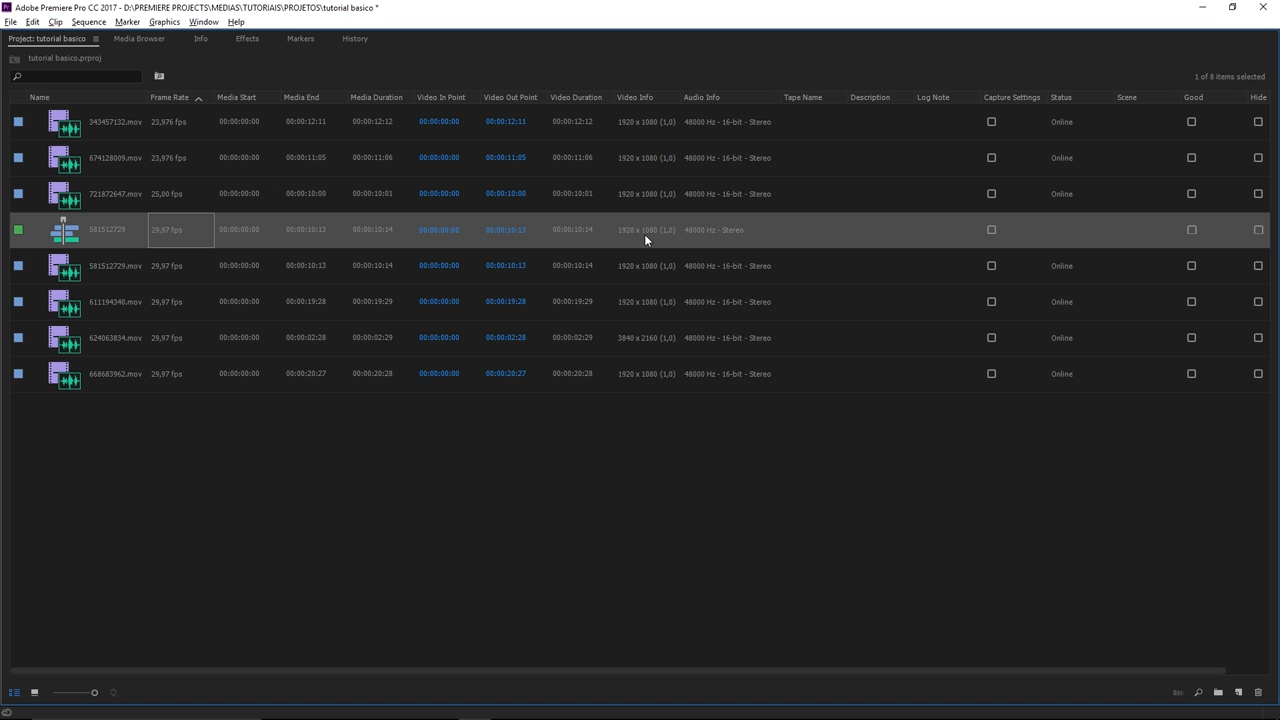 Adobe Premiere Pro CC 2017 - D:\PREMIERE PROJECTS\MEDIAS\TUTORIAIS\PROJETOS\tutorial basico *
File Edit Clip Sequence Marker Graphics Window Help
Project: tutorial basico Media Browser Info Effects Markers History
tutorial basico.prproj
1 of 8 items selected
Name Frame Rate Media Start Media End Media Duration Video In Point Video Out Point Video Duration Video Info Audio Info Tape Name Description Log Note Capture Settings Status Scene Good Hide
343457132.mov 23,976 fps 00:00:00:00 00:00:12:11 00:00:12:12 00:00:00:00 00:00:12:11 00:00:12:12 1920 x 1080 (1,0) 48000 Hz - 16-bit - Stereo Online
674128009.mov 23,976 fps 00:00:00:00 00:00:11:05 00:00:11:06 00:00:00:00 00:00:11:05 00:00:11:06 1920 x 1080 (1,0) 48000 Hz - 16-bit - Stereo Online
721872647.mov 25,00 fps 00:00:00:00 00:00:10:00 00:00:10:01 00:00:00:00 00:00:10:00 00:00:10:01 1920 x 1080 (1,0) 48000 Hz - 16-bit - Stereo Online
581512729 29,97 fps 00:00:00:00 00:00:10:13 00:00:10:14 00:00:00:00 00:00:10:13 00:00:10:14 1920 x 1080 (1,0) 48000 Hz - Stereo
581512729.mov 29,97 fps 00:00:00:00 00:00:10:13 00:00:10:14 00:00:00:00 00:00:10:13 00:00:10:14 1920 x 1080 (1,0) 48000 Hz - 16-bit - Stereo Online
611194340.mov 29,97 fps 00:00:00:00 00:00:19:28 00:00:19:29 00:00:00:00 00:00:19:28 00:00:19:29 1920 x 1080 (1,0) 48000 Hz - 16-bit - Stereo Online
624063834.mov 29,97 fps 00:00:00:00 00:00:02:28 00:00:02:29 00:00:00:00 00:00:02:28 00:00:02:29 3840 x 2160 (1,0) 48000 Hz - 16-bit - Stereo Online
668683962.mov 29,97 fps 00:00:00:00 00:00:20:27 00:00:20:28 00:00:00:00 00:00:20:27 00:00:20:28 1920 x 1080 (1,0) 48000 Hz - 16-bit - Stereo Online